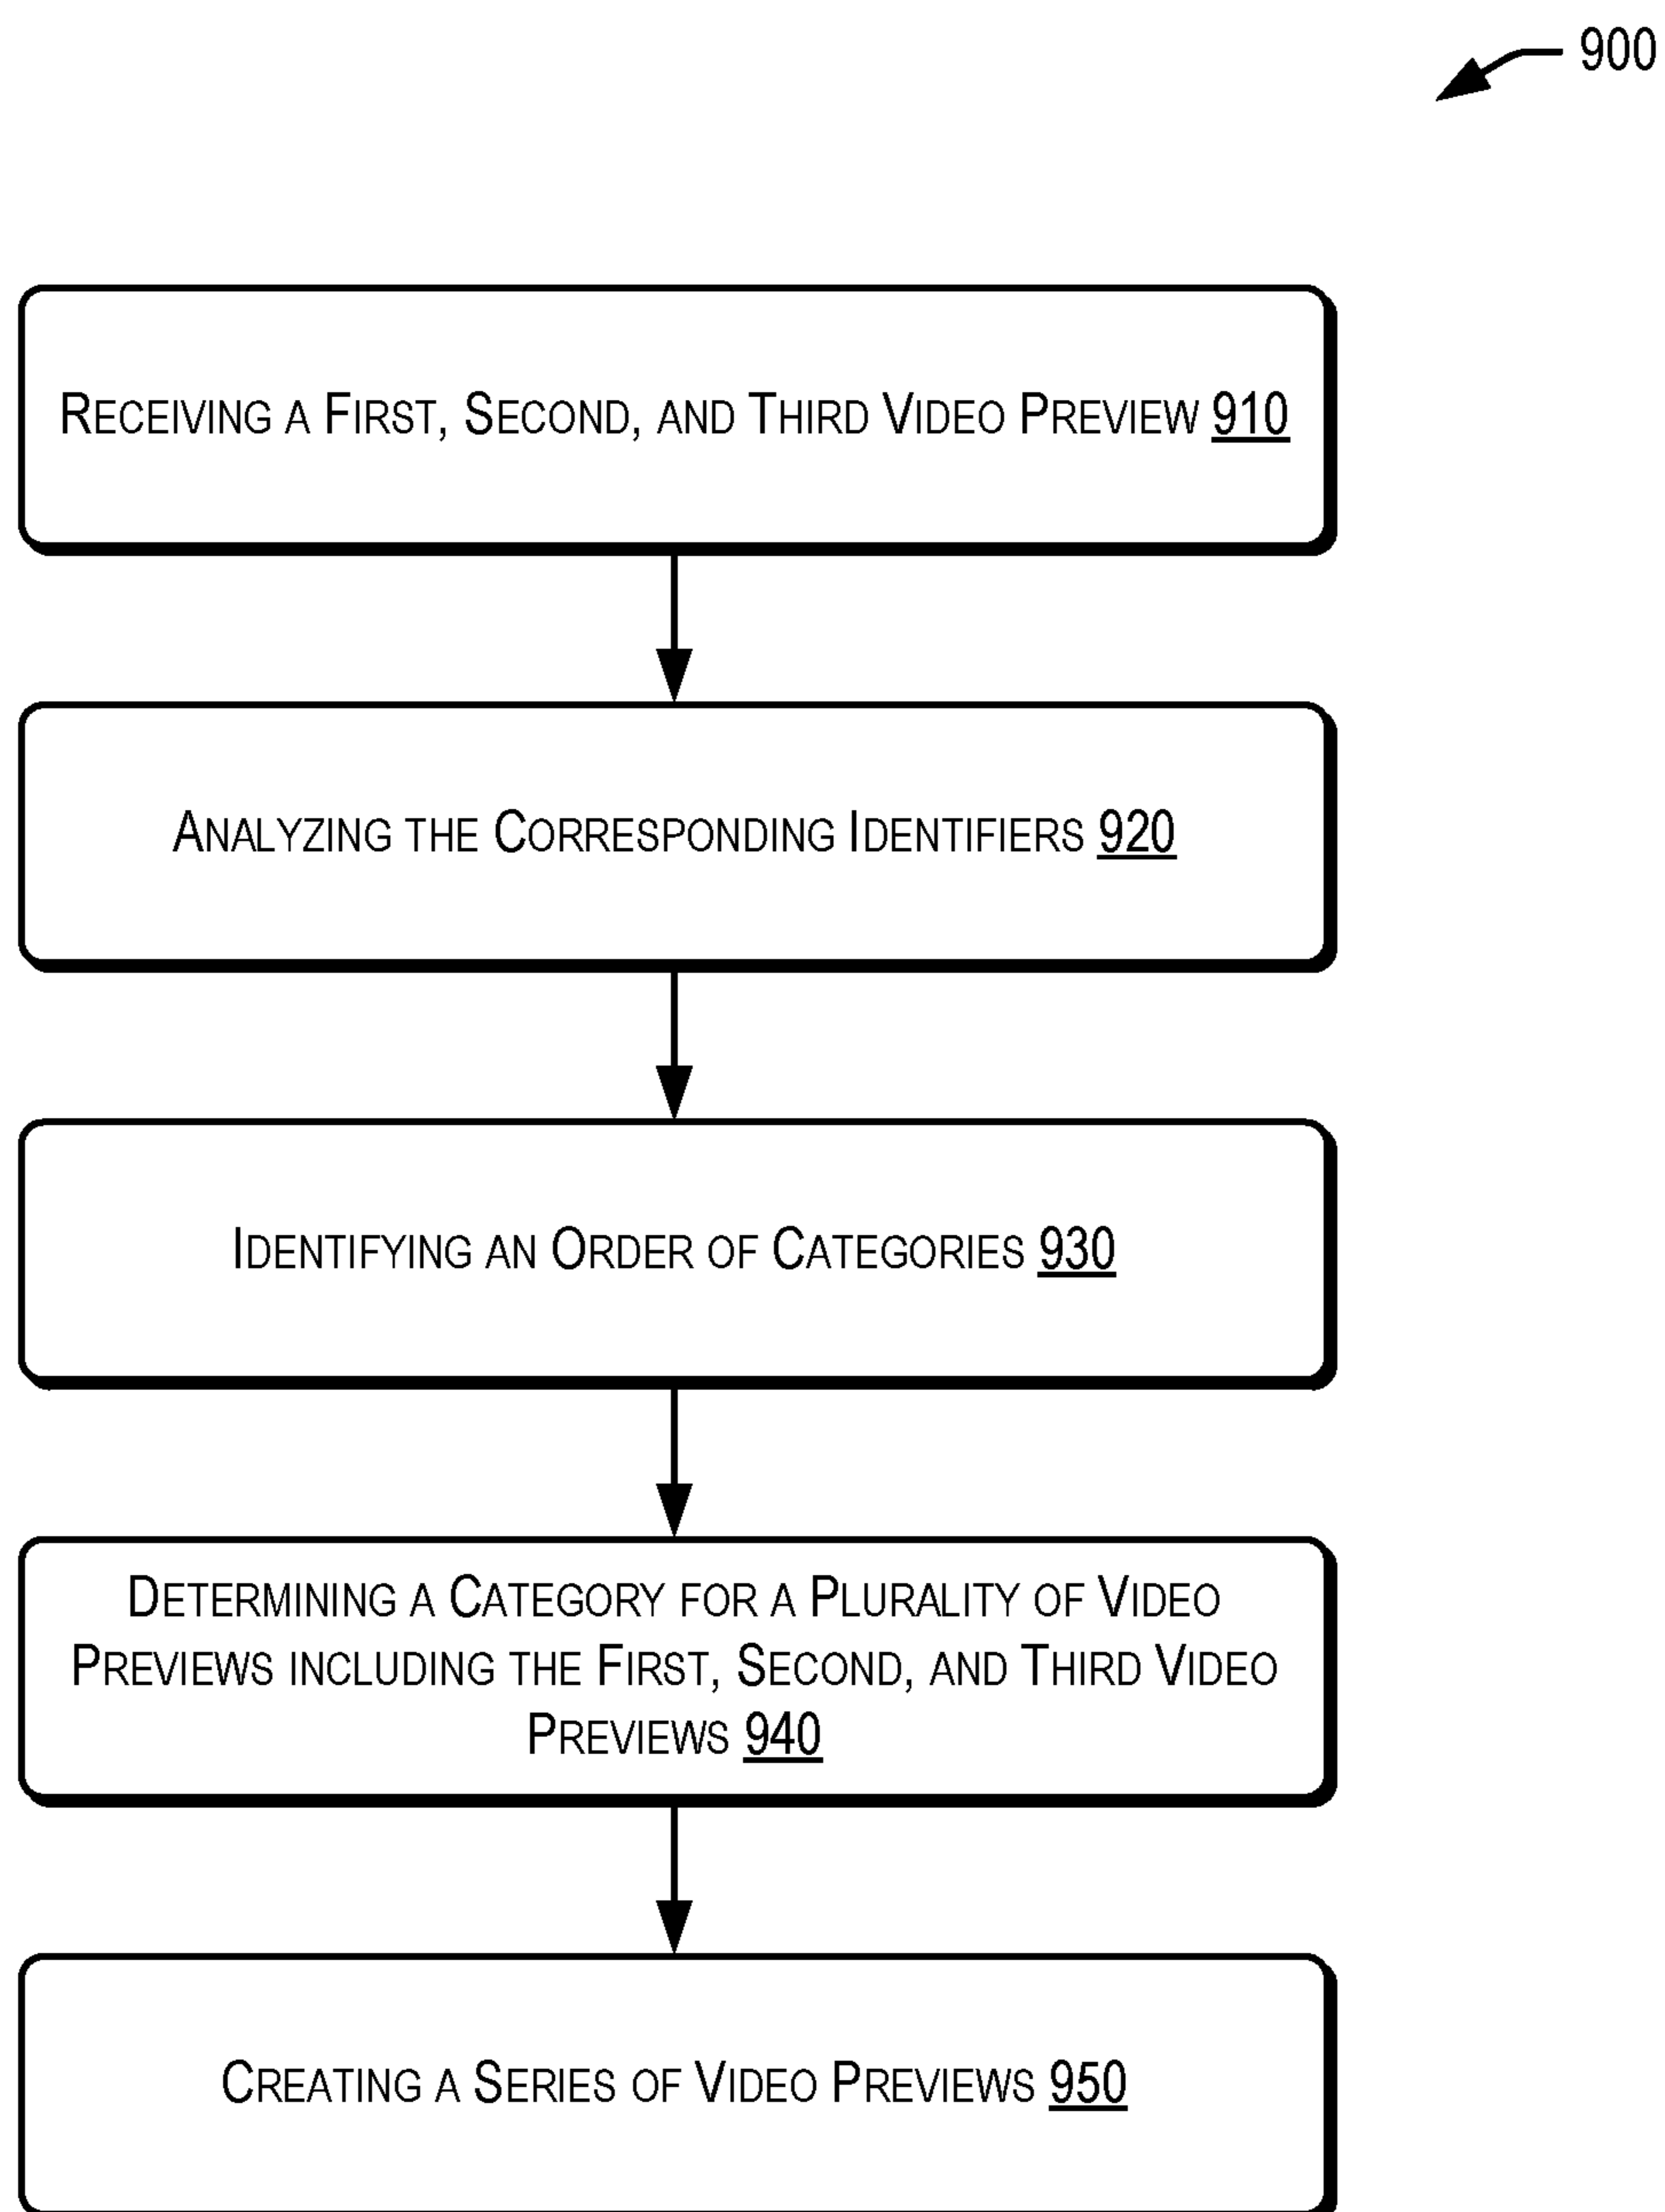 900
Receiving a First, Second, and Third Video Preview 910
Analyzing the Corresponding Identifiers 920
Identifying an Order of Categories 930
Determining a Category for a Plurality of Video
Previews including the First, Second, and Third Video
Previews 940
Creating a Series of Video Previews 950